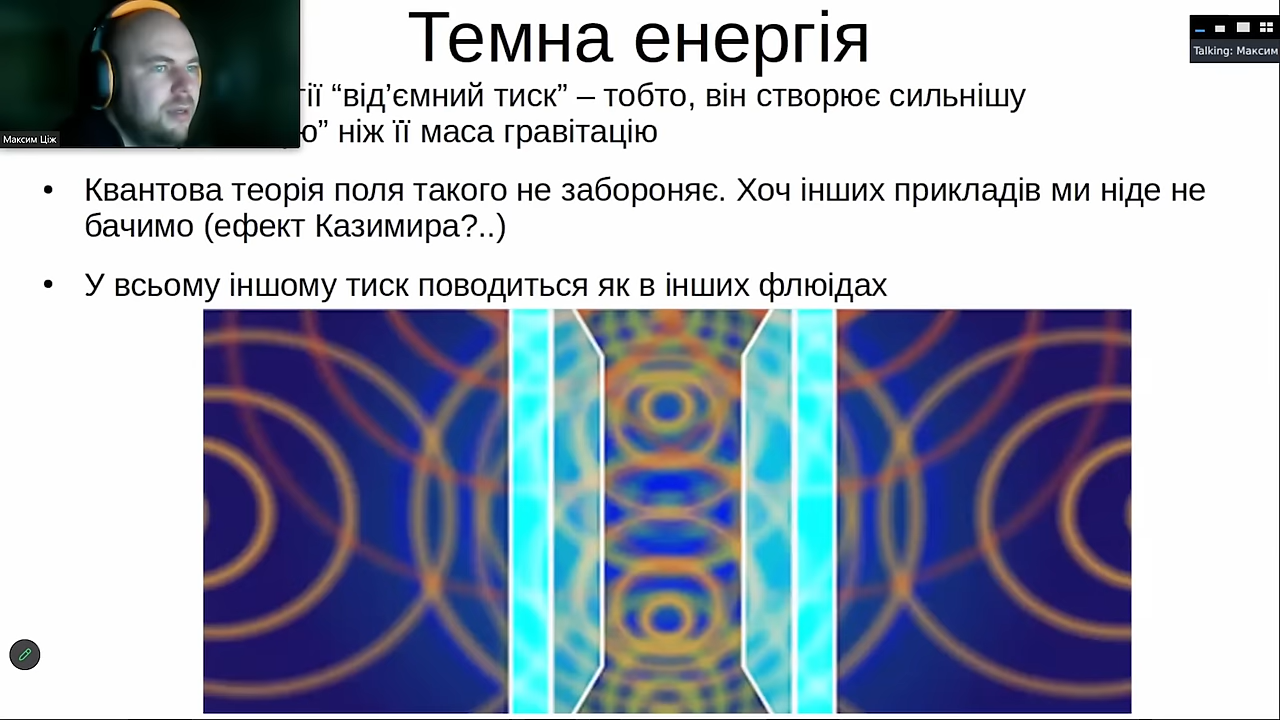 Темна енергія
“від’ємний тиск” – тобто, він створює сильнішу
ніж її маса гравітацію
Квантова теорія поля такого не забороняє. Хоч інших прикладів ми ніде не
бачимо (ефект Казимира?..)
У всьому іншому тиск поводиться як в інших флюїдах
Максим Ціж
Talking: Максим